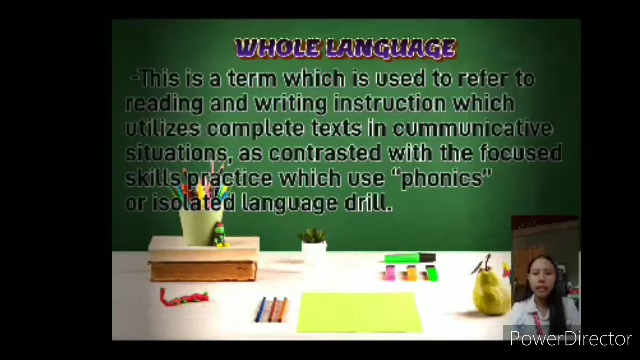 WHOLE LANGUAGE
-This is a term which is used to refer to
reading and writing instruction which
utilizes complete texts in cummunicative
situations, as contrasted with the focused
skills practice which use "phonics"
or isolated language drill.
PowerDirector